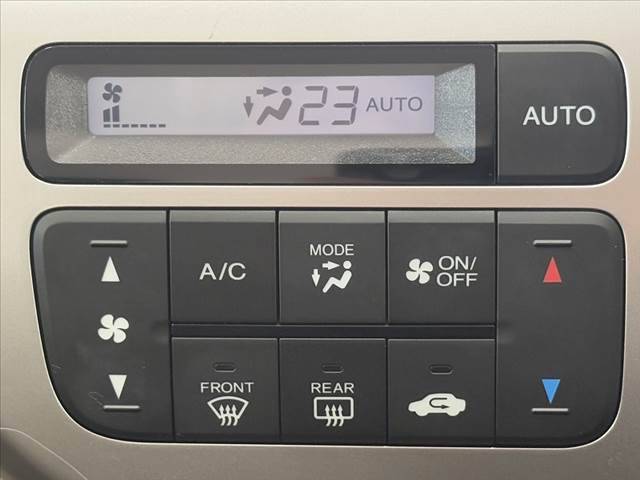 23 AUTO
AUTO
A/C
MODE
ON/
OFF
FRONT
REAR